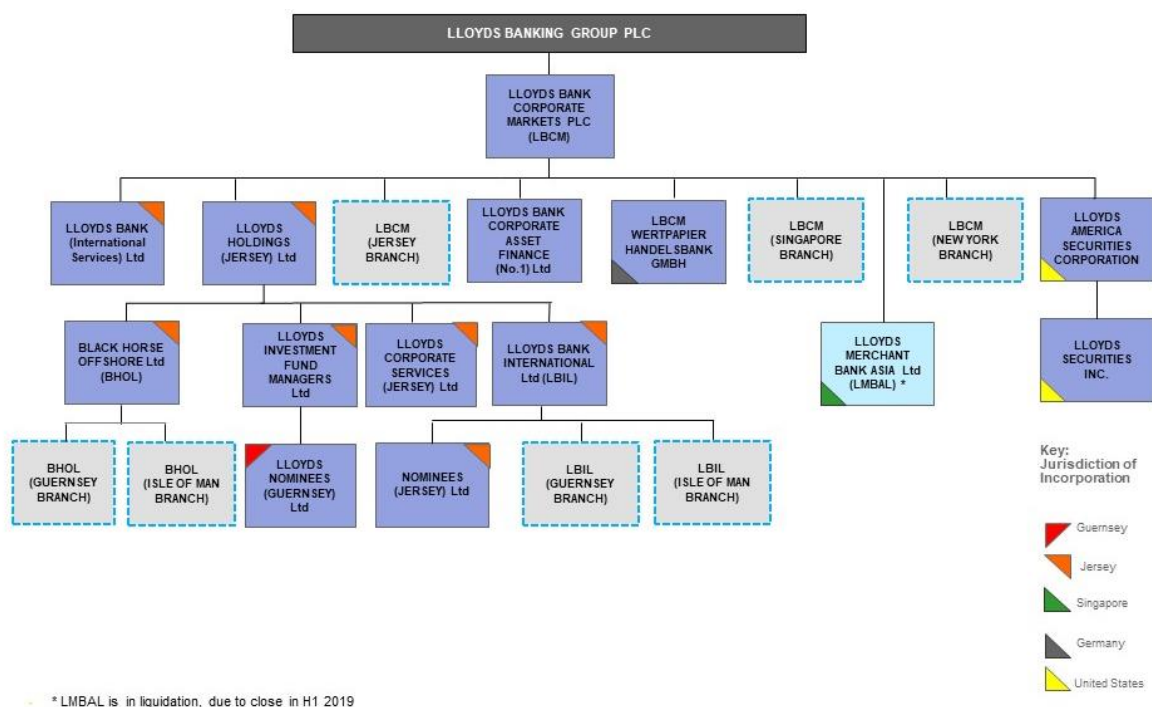 LLOYDS BANKING GROUP PLC
LLOYDS BANK
CORPORATE
MARKETS PLC
(LBCM)
LLOYDS BANK
(International
Services) Ltd
LLOYDS
HOLDINGS
(JERSEY) Ltd
LBCM
(JERSEY
BRANCH)
LLOYDS BANK
CORPORATE
ASSET
FINANCE
(No.1) Ltd
LBCM
WERTPAPIER
HANDELSBANK
GMBH
LBCM
(SINGAPORE
BRANCH)
LBCM
(NEW YORK
BRANCH)
LLOYDS
AMERICA
SECURITIES
CORPORATION
BLACK HORSE
OFFSHORE Ltd
(BHOL)
LLOYDS
INVESTMENT
FUND
MANAGERS
Ltd
LLOYDS
CORPORATE
SERVICES
(JERSEY) Ltd
LLOYDS BANK
INTERNATIONAL
Ltd (LBIL)
LLOYDS
MERCHANT
BANK ASIA Ltd
(LMBAL) *
LLOYDS
SECURITIES
INC.
BHOL
(GUERNSEY
BRANCH)
BHOL
(ISLE OF MAN
BRANCH)
LLOYDS
NOMINEES
(GUERNSEY)
Ltd
NOMINEES
(JERSEY) Ltd
LBIL
(GUERNSEY
BRANCH)
LBIL
(ISLE OF MAN
BRANCH)
Key:
Jurisdiction of
Incorporation
Guernsey
Jersey
Singapore
Germany
United States
* LMBAL is in liquidation, due to close in H1 2019